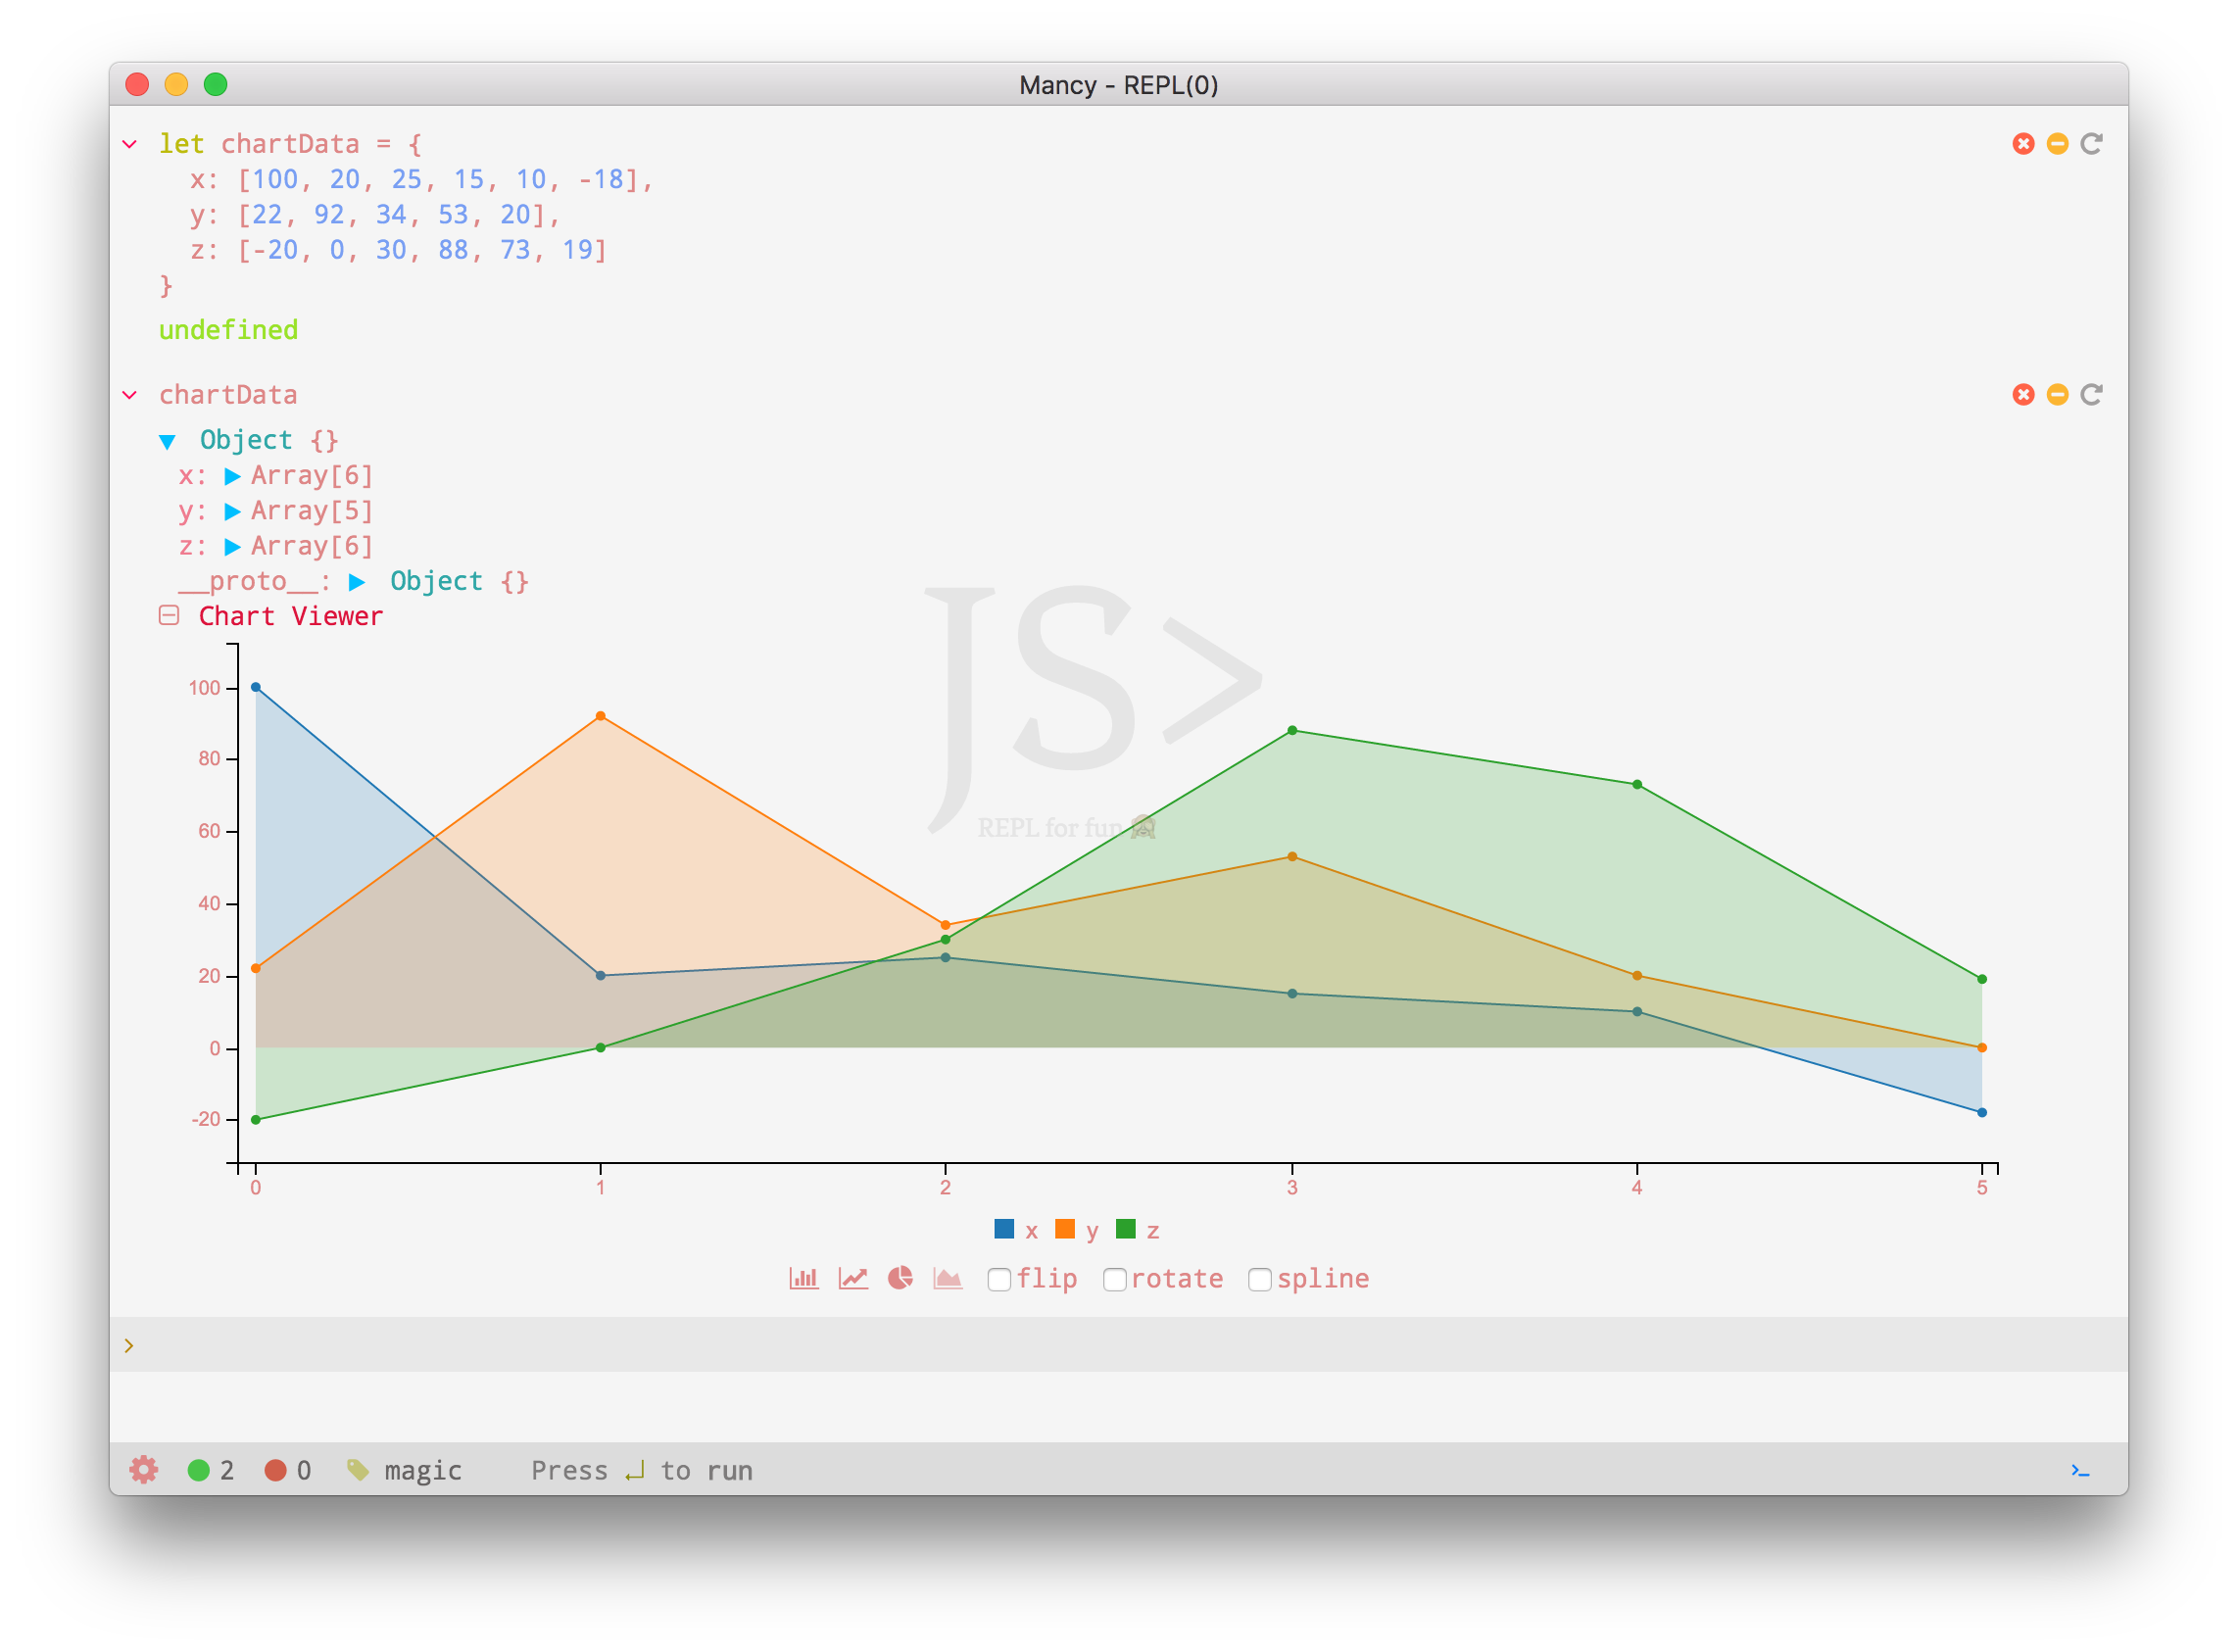 Mancy - REPL(0)
let chartData = {
x: [100, 20, 25, 15, 10, -18],
y: [22, 92, 34, 53, 20],
z: [-20, 0, 30, 88, 73, 19]
}
undefined
chartData
Object {}
x: Array[6]
y: Array[5]
z: Array[6]
__proto__: Object {}
Chart Viewer
JS>
REPL for fun
100
80
60
40
20
0
-20
0 1 2 3 4 5
x y z
flip rotate spline
>
2 0 magic Press ↵ to run >_